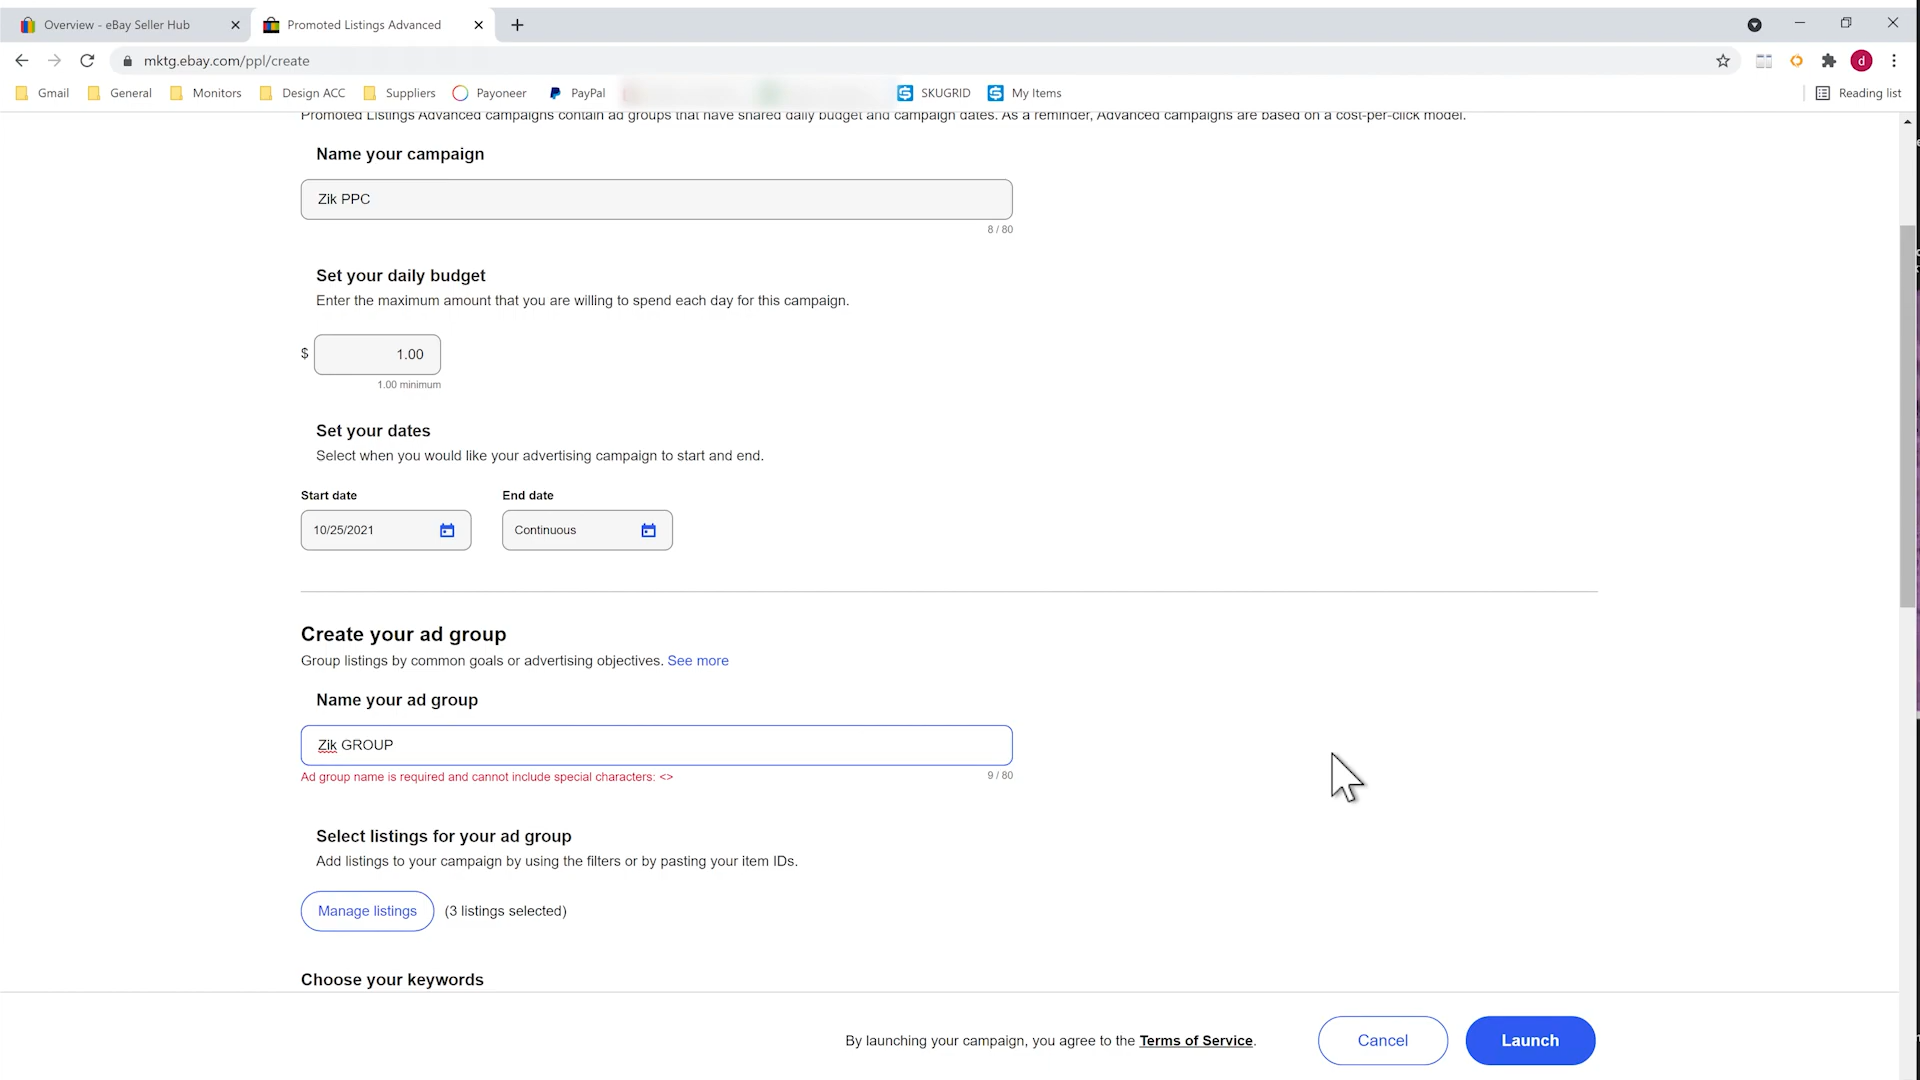 Overview - eBay Seller Hub
Promoted Listings Advanced
mktg.ebay.com/ppl/create
d
Gmail General Monitors Design ACC Suppliers Payoneer PayPal SKUGRID My Items Reading list
Promoted Listings Advanced campaigns contain ad groups that have shared daily budget and campaign dates. As a reminder, Advanced campaigns are based on a cost-per-click model.
Name your campaign
Zik PPC
8 / 80
Set your daily budget
Enter the maximum amount that you are willing to spend each day for this campaign.
$ 1.00
1.00 minimum
Set your dates
Select when you would like your advertising campaign to start and end.
Start date End date
10/25/2021 Continuous
Create your ad group
Group listings by common goals or advertising objectives. See more
Name your ad group
Zik GROUP
Ad group name is required and cannot include special characters: <> 9 / 80
Select listings for your ad group
Add listings to your campaign by using the filters or by pasting your item IDs.
Manage listings (3 listings selected)
Choose your keywords
By launching your campaign, you agree to the Terms of Service. Cancel Launch